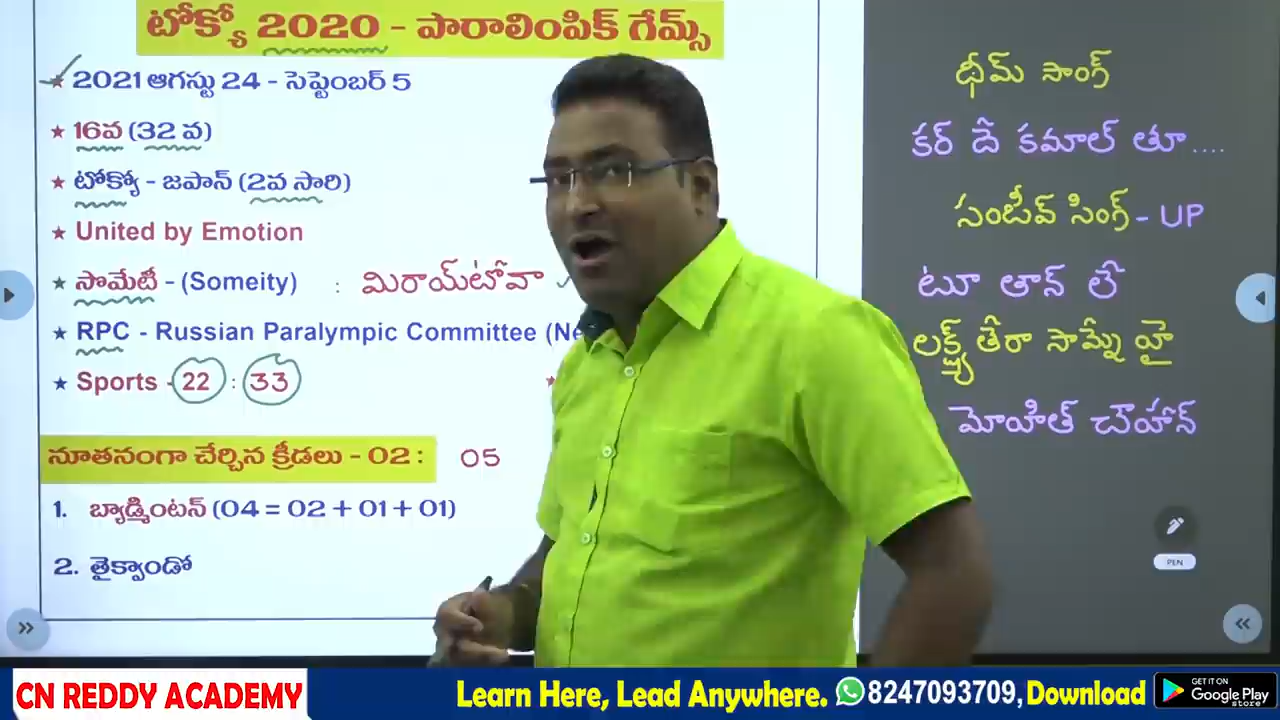 టోక్యో 2020 - పారాలింపిక్ గేమ్స్
★ 2021 ఆగస్టు 24 - సెప్టెంబర్ 5
★ 16వ (32 వ)
★ టోక్యో - జపాన్ (2వ సారి)
★ United by Emotion
★ సొమేటీ - (Someity) : మిరాయ్‌టోవా
★ RPC - Russian Paralympic Committee (Ne
★ Sports - 22 : 33
నూతనంగా చేర్చిన క్రీడలు - 02 : 05
1. బ్యాడ్మింటన్ (04 = 02 + 01 + 01)
2. తైక్వాండో
థీమ్ సాంగ్
కర్ దే కమాల్ తూ....
సంజీవ్ సింగ్ - UP
టూ తాన్ లే
లక్ష్య తేరా సామ్నే హై
మోహిత్ చౌహాన్
PEN
CN REDDY ACADEMY
Learn Here, Lead Anywhere. 8247093709, Download
GET IT ON
Google Play
store